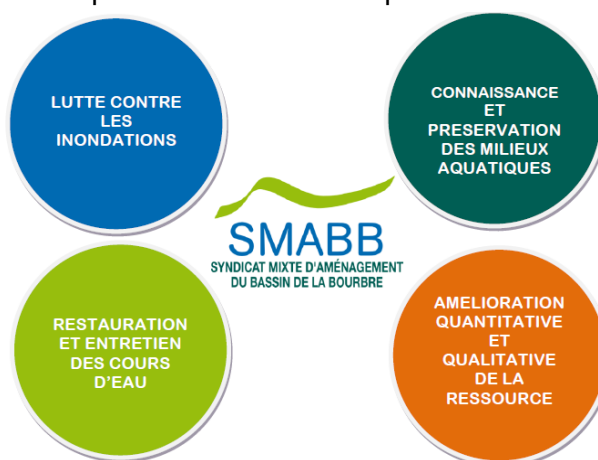 LUTTE CONTRE
LES
INONDATIONS
CONNAISSANCE
ET
PRESERVATION
DES MILIEUX
AQUATIQUES
SMABB
SYNDICAT MIXTE D'AMÉNAGEMENT
DU BASSIN DE LA BOURBRE
RESTAURATION
ET ENTRETIEN
DES COURS
D'EAU
AMELIORATION
QUANTITATIVE
ET
QUALITATIVE
DE LA
RESSOURCE